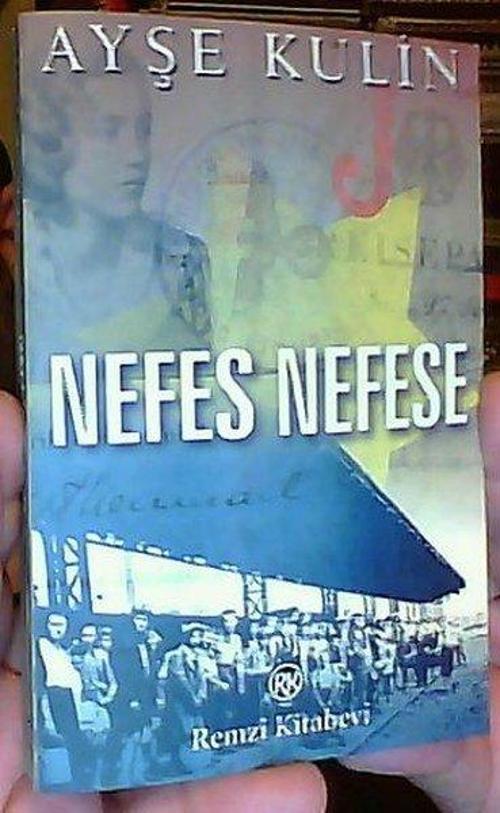 AYŞE KULİN
J
NEFES NEFESE
RK
Remzi Kitabevi